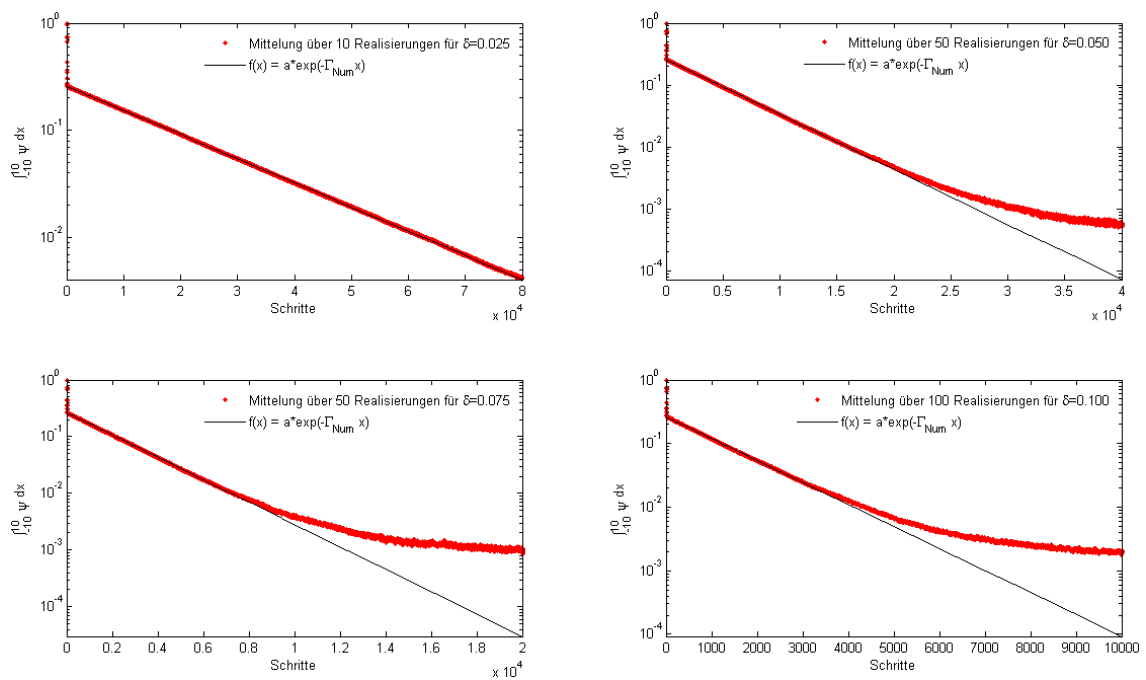 Mittelung über 10 Realisierungen für δ=0.025
f(x) = a*exp(-Γ_Num x)
10^0
10^-1
10^-2
∫_-10^10 ψ dx
0 1 2 3 4 5 6 7 8
Schritte
x 10^4
Mittelung über 50 Realisierungen für δ=0.050
f(x) = a*exp(-Γ_Num x)
10^0
10^-1
10^-2
10^-3
10^-4
∫_-10^10 ψ dx
0 0.5 1 1.5 2 2.5 3 3.5 4
Schritte
x 10^4
Mittelung über 50 Realisierungen für δ=0.075
f(x) = a*exp(-Γ_Num x)
10^0
10^-1
10^-2
10^-3
10^-4
∫_-10^10 ψ dx
0 0.2 0.4 0.6 0.8 1 1.2 1.4 1.6 1.8 2
Schritte
x 10^4
Mittelung über 100 Realisierungen für δ=0.100
f(x) = a*exp(-Γ_Num x)
10^0
10^-1
10^-2
10^-3
10^-4
∫_-10^10 ψ dx
0 1000 2000 3000 4000 5000 6000 7000 8000 9000 10000
Schritte